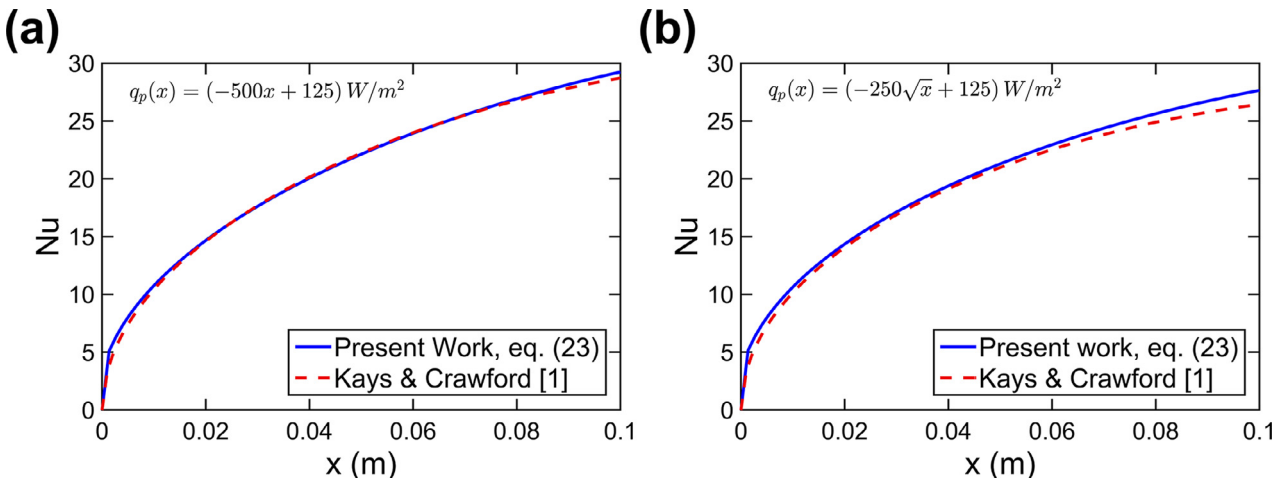 (a)
30
25
20
15
10
5
0
Nu
q_p(x) = (−500x + 125) W/m²
Present Work, eq. (23)
Kays & Crawford [1]
0 0.02 0.04 0.06 0.08 0.1
x (m)
(b)
30
25
20
15
10
5
0
Nu
q_p(x) = (−250√x + 125) W/m²
Present work, eq. (23)
Kays & Crawford [1]
0 0.02 0.04 0.06 0.08 0.1
x (m)